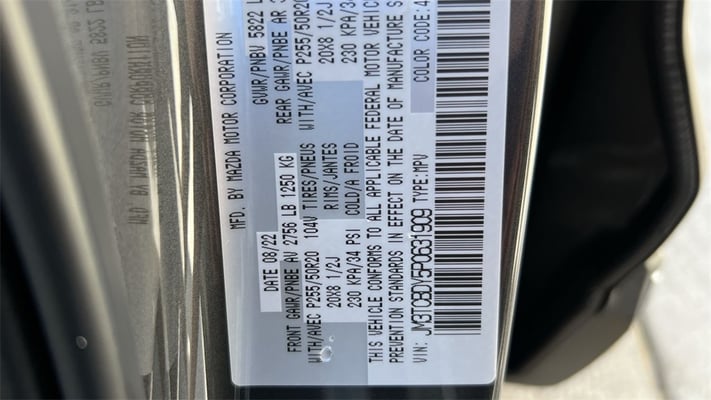 MFD. BY MAZDA MOTOR CORPORATION
DATE 08/22
GVWR/PNBV 5822 L
FRONT GAWR/PNBE AV 2756 LB 1250 KG
REAR GAWR/PNBE AR 3
WITH/AVEC P255/50R20 104V TIRES/PNEUS
WITH/AVEC P255/50R20
20X8 1/2J RIMS/JANTES
20X8 1/2J
230 KPA/34 PSI COLD/A FROID
230 KPA/34
THIS VEHICLE CONFORMS TO ALL APPLICABLE FEDERAL MOTOR VEHIC
PREVENTION STANDARDS IN EFFECT ON THE DATE OF MANUFACTURE S
VIN: JM3TCBDY5P0631909 TYPE:MPV
COLOR CODE:4